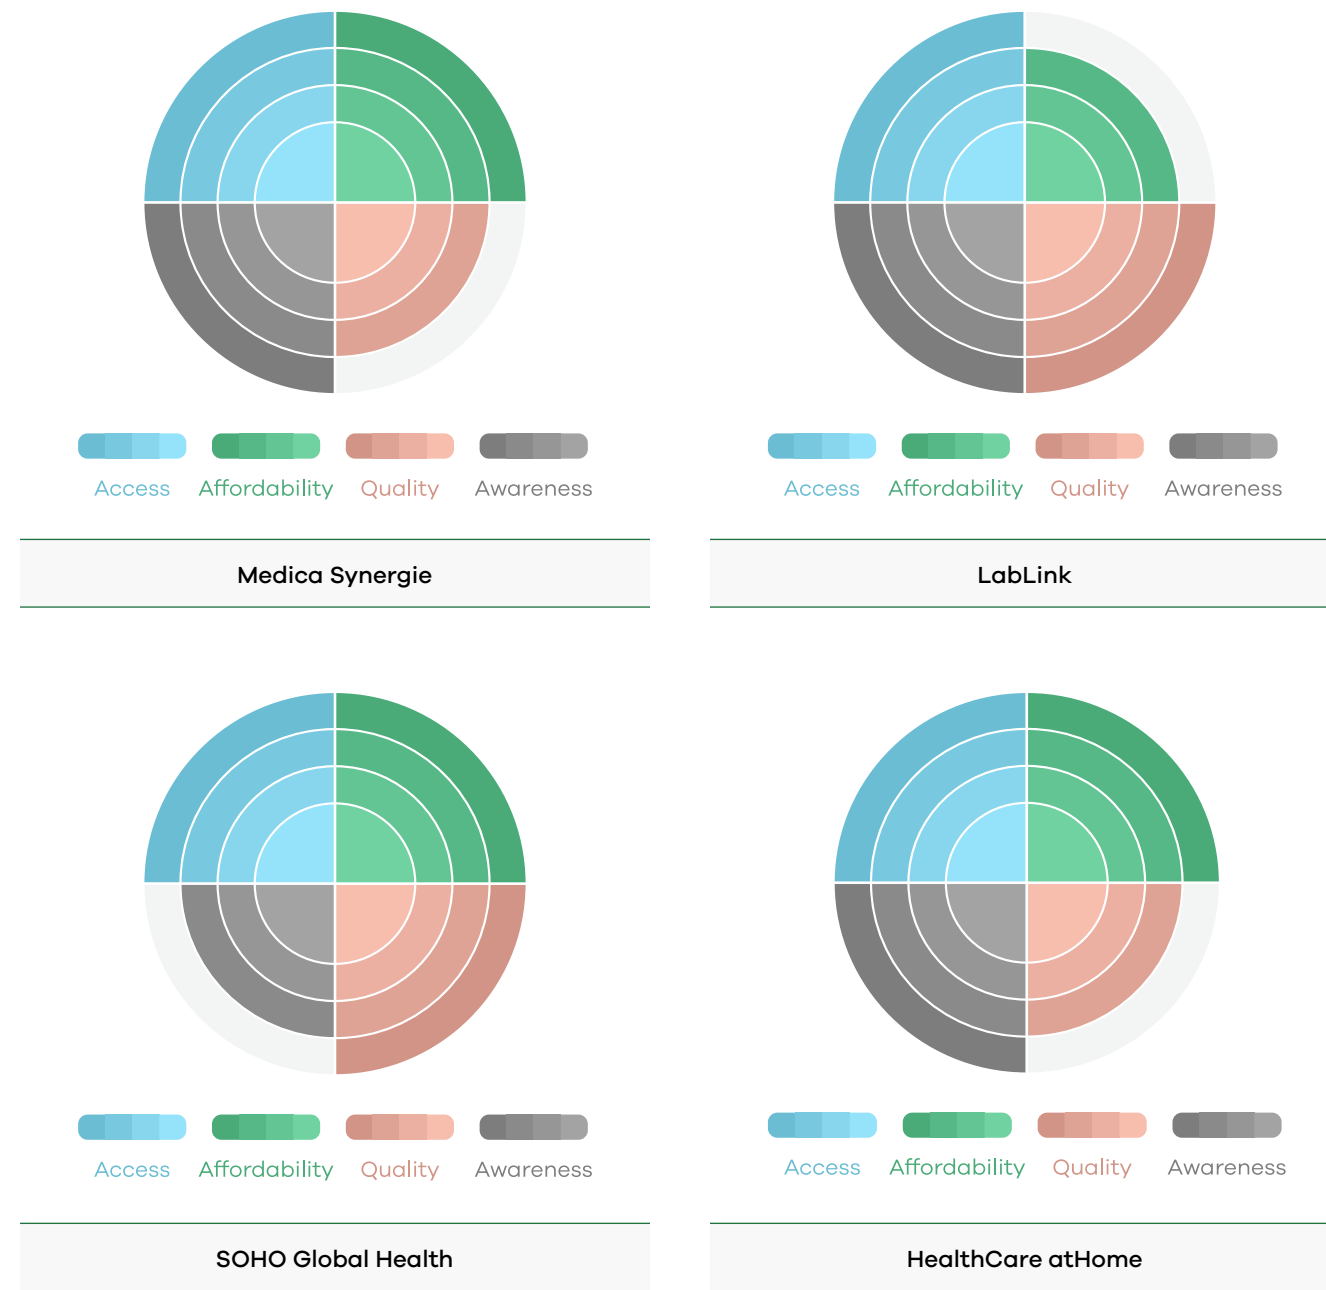 Access Affordability Quality Awareness
Medica Synergie
Access Affordability Quality Awareness
LabLink
Access Affordability Quality Awareness
SOHO Global Health
Access Affordability Quality Awareness
HealthCare atHome